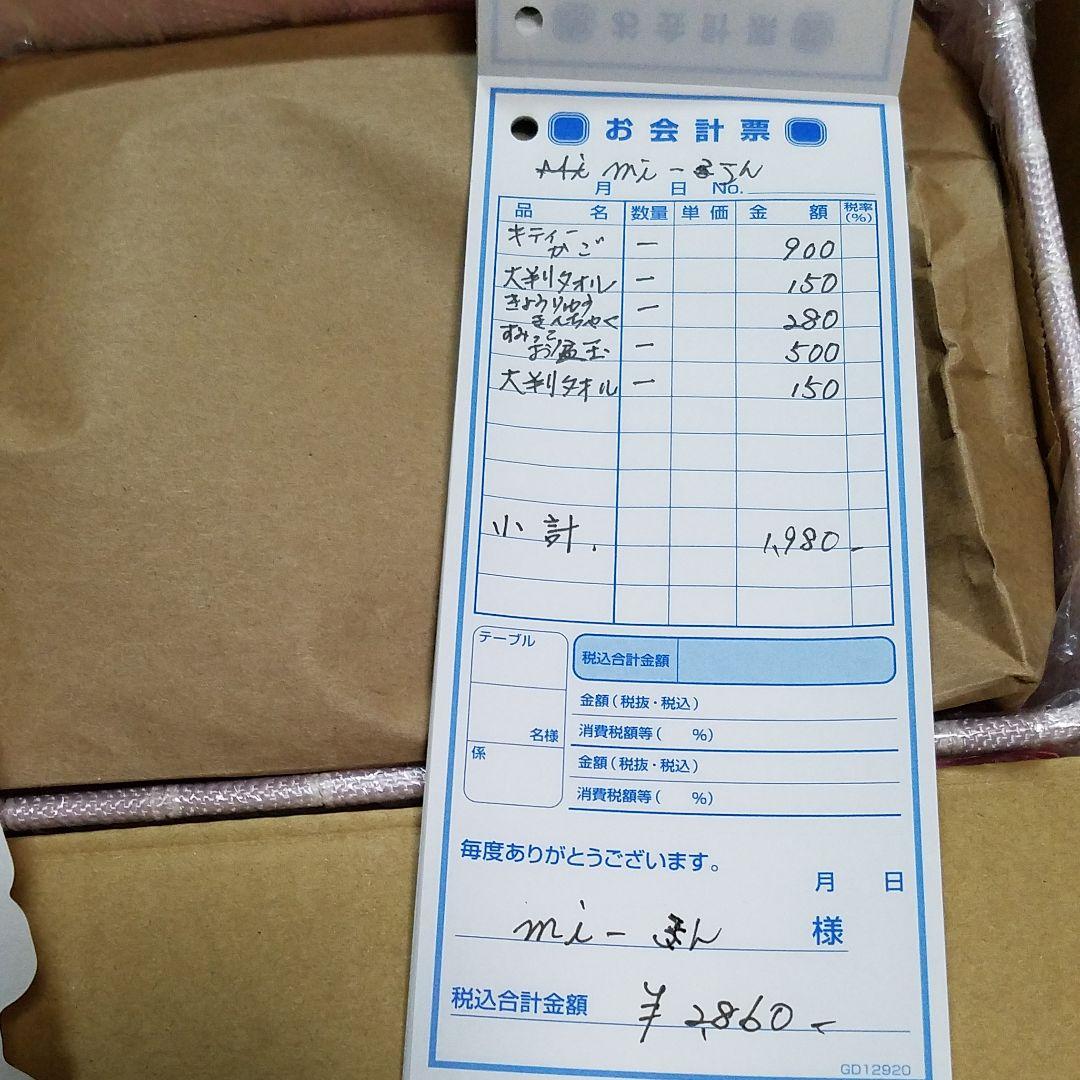 お会計票
mi-さん
月 日 No.
品名 数量 単価 金額 税率(%)
キティー
かご 一 900
大判タオル 一 150
きょうりゅう
きんちゃく 一 280
すみっこ
お盆玉 一 500
大判タオル 一 150
小計. 1,980-
テーブル
税込合計金額
金額(税抜・税込)
名様
消費税額等( %)
係
金額(税抜・税込)
消費税額等( %)
毎度ありがとうございます。
月 日
mi-さん 様
税込合計金額 ¥2,860-
GD12920